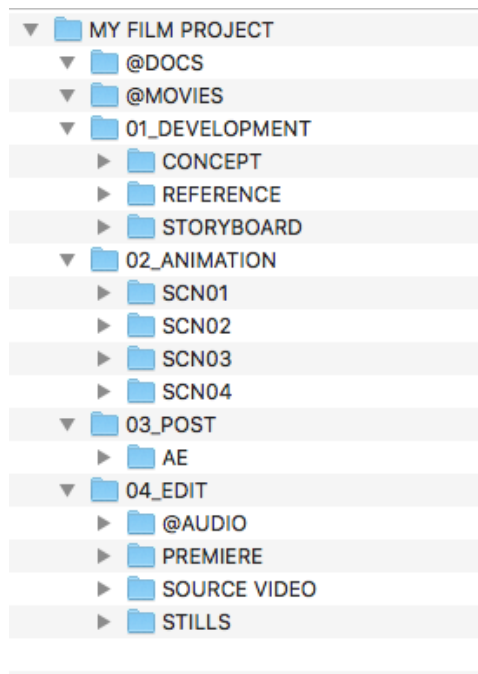 MY FILM PROJECT
@DOCS
@MOVIES
01_DEVELOPMENT
CONCEPT
REFERENCE
STORYBOARD
02_ANIMATION
SCN01
SCN02
SCN03
SCN04
03_POST
AE
04_EDIT
@AUDIO
PREMIERE
SOURCE VIDEO
STILLS